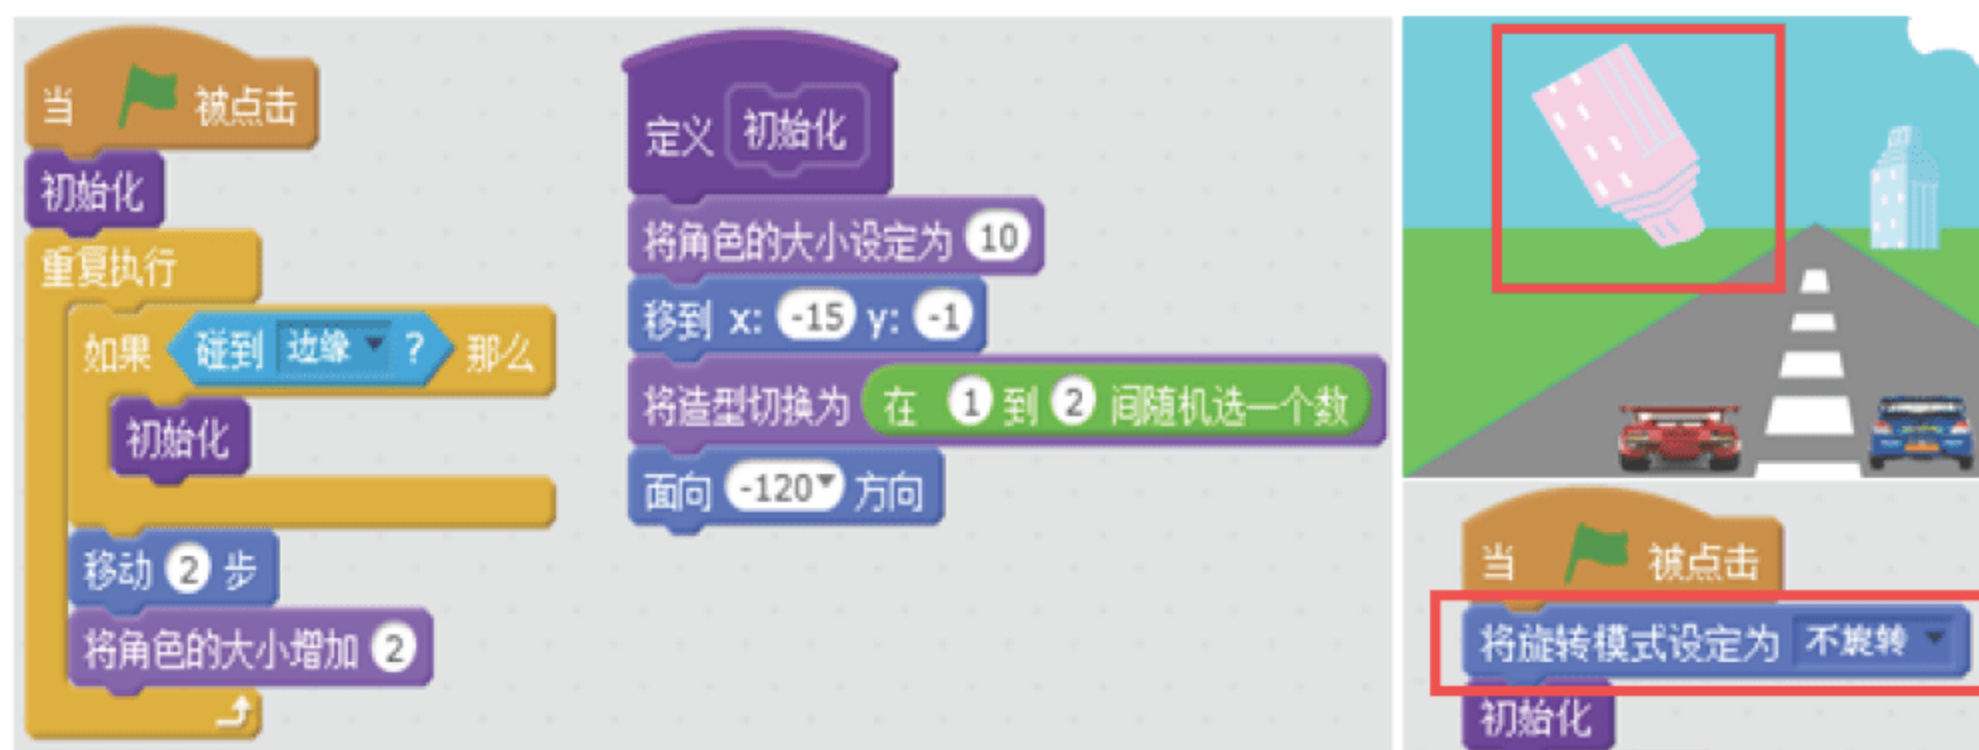 当 被点击
初始化
重复执行
如果 碰到 边缘 ? 那么
初始化
移动 2 步
将角色的大小增加 2
定义 初始化
将角色的大小设定为 10
移到 x: -15 y: -1
将造型切换为 在 1 到 2 间随机选一个数
面向 -120 方向
当 被点击
将旋转模式设定为 不旋转
初始化